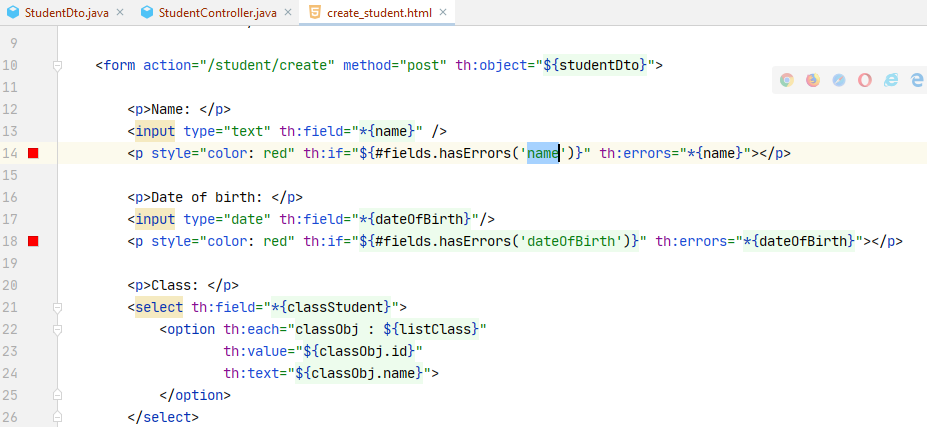 StudentDto.java × StudentController.java × create_student.html ×
9
10 <form action="/student/create" method="post" th:object="${studentDto}">
11
12 <p>Name: </p>
13 <input type="text" th:field="*{name}" />
14 <p style="color: red" th:if="${#fields.hasErrors('name')}" th:errors="*{name}"></p>
15
16 <p>Date of birth: </p>
17 <input type="date" th:field="*{dateOfBirth}"/>
18 <p style="color: red" th:if="${#fields.hasErrors('dateOfBirth')}" th:errors="*{dateOfBirth}"></p>
19
20 <p>Class: </p>
21 <select th:field="*{classStudent}">
22 <option th:each="classObj : ${listClass}"
23 th:value="${classObj.id}"
24 th:text="${classObj.name}">
25 </option>
26 </select>